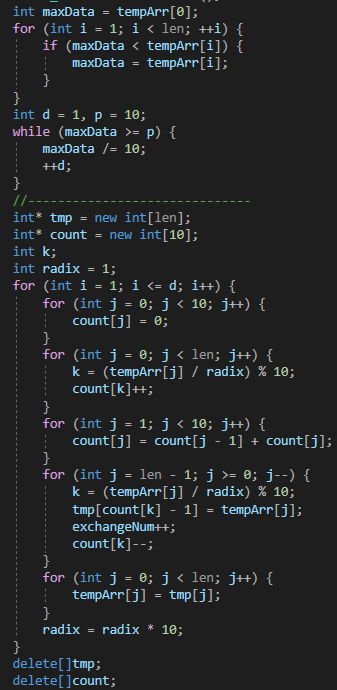 int maxData = tempArr[0];
for (int i = 1; i < len; ++i) {
    if (maxData < tempArr[i]) {
        maxData = tempArr[i];
    }
}
int d = 1, p = 10;
while (maxData >= p) {
    maxData /= 10;
    ++d;
}
//-----------------------------
int* tmp = new int[len];
int* count = new int[10];
int k;
int radix = 1;
for (int i = 1; i <= d; i++) {
    for (int j = 0; j < 10; j++) {
        count[j] = 0;
    }
    for (int j = 0; j < len; j++) {
        k = (tempArr[j] / radix) % 10;
        count[k]++;
    }
    for (int j = 1; j < 10; j++) {
        count[j] = count[j - 1] + count[j];
    }
    for (int j = len - 1; j >= 0; j--) {
        k = (tempArr[j] / radix) % 10;
        tmp[count[k] - 1] = tempArr[j];
        exchangeNum++;
        count[k]--;
    }
    for (int j = 0; j < len; j++) {
        tempArr[j] = tmp[j];
    }
    radix = radix * 10;
}
delete[]tmp;
delete[]count;